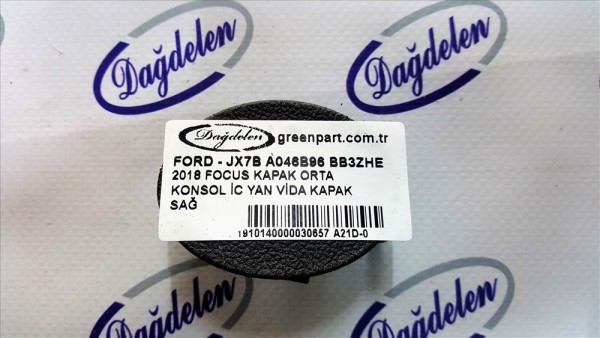 Dağdelen
Dağdelen
Dağdelen greenpart.com.tr
FORD - JX7B A046B96 BB3ZHE
2018 FOCUS KAPAK ORTA
KONSOL İC YAN VİDA KAPAK
SAĞ
1910140000030657 A21D-0
Dağdelen
Dağdelen